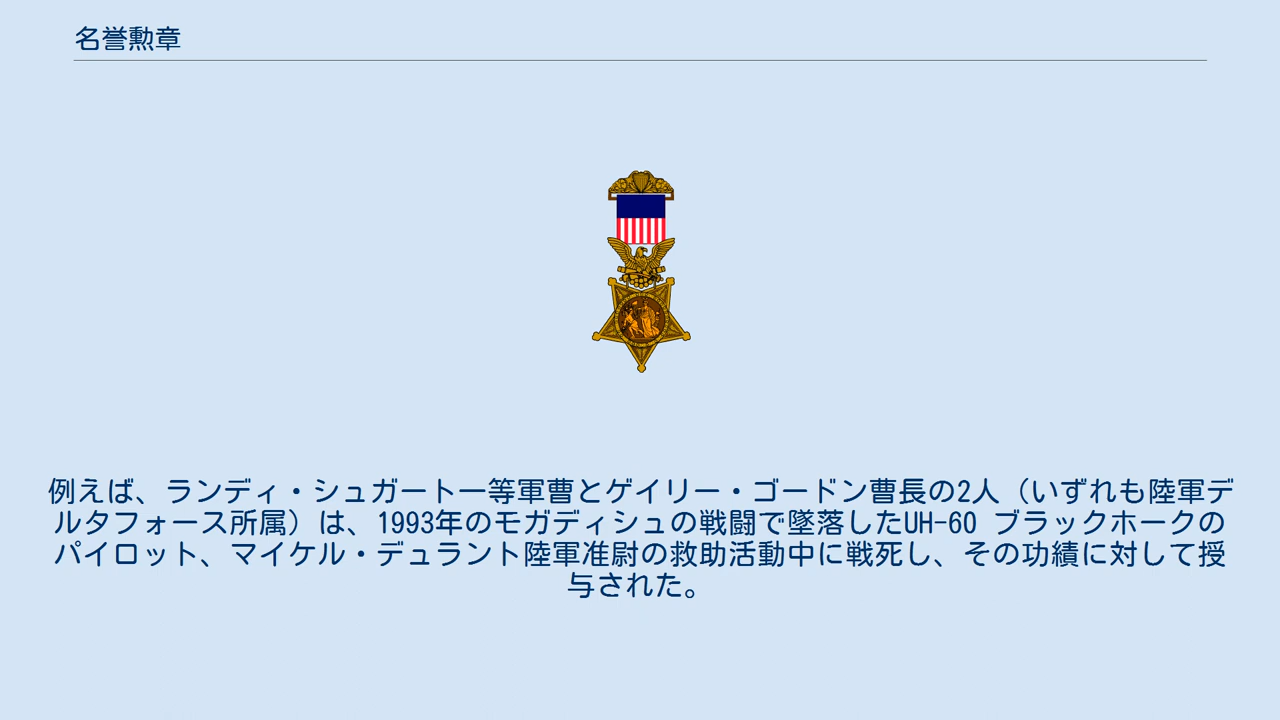 名誉勲章
例えば、ランディ・シュガート一等軍曹とゲイリー・ゴードン曹長の2人（いずれも陸軍デ
ルタフォース所属）は、1993年のモガディシュの戦闘で墜落したUH-60 ブラックホークの
パイロット、マイケル・デュラント陸軍准尉の救助活動中に戦死し、その功績に対して授
与された。